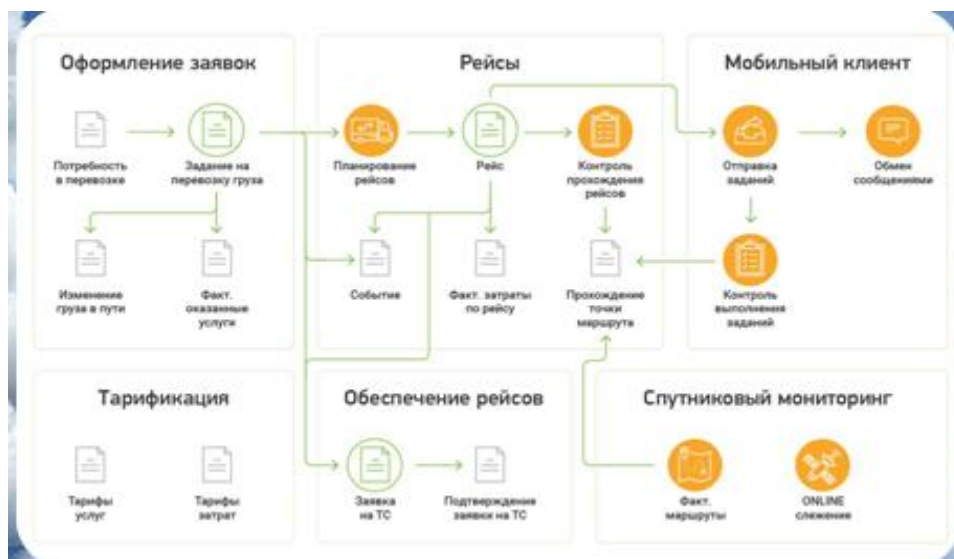 Оформление заявок
Потребность
в перевозке
Задание на
перевозку груза
Изменение
груза в пути
Факт.
оказанные
услуги
Рейсы
Планирование
рейсов
Рейс
Контроль
прохождения
рейсов
Событие
Факт. затраты
по рейсу
Прохождение
точки
маршрута
Мобильный клиент
Отправка
заданий
Обмен
сообщениями
Контроль
выполнения
заданий
Тарификация
Тарифы
услуг
Тарифы
затрат
Обеспечение рейсов
Заявка
на ТС
Подтверждение
заявки на ТС
Спутниковый мониторинг
Факт.
маршруты
ONLINE
слежение